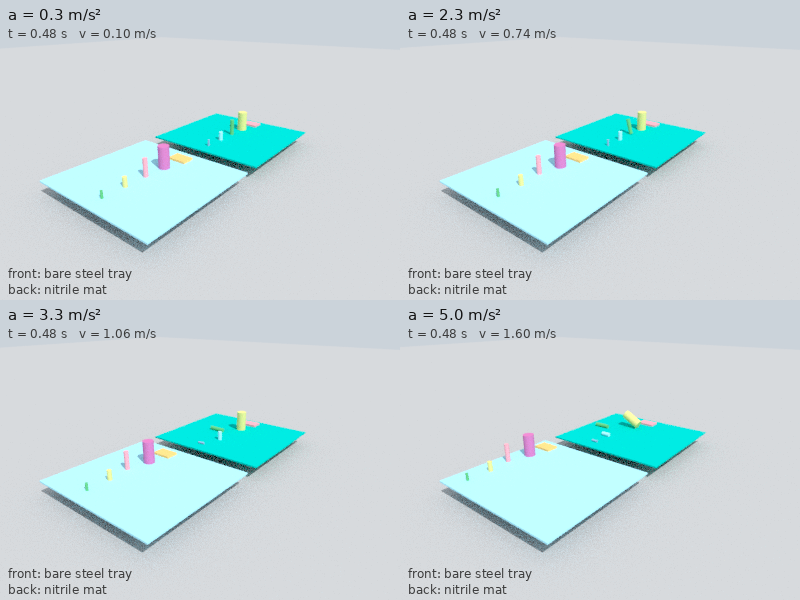 a = 0.3 m/s²
t = 0.48 s   v = 0.10 m/s
front: bare steel tray
back: nitrile mat
a = 2.3 m/s²
t = 0.48 s   v = 0.74 m/s
front: bare steel tray
back: nitrile mat
a = 3.3 m/s²
t = 0.48 s   v = 1.06 m/s
front: bare steel tray
back: nitrile mat
a = 5.0 m/s²
t = 0.48 s   v = 1.60 m/s
front: bare steel tray
back: nitrile mat